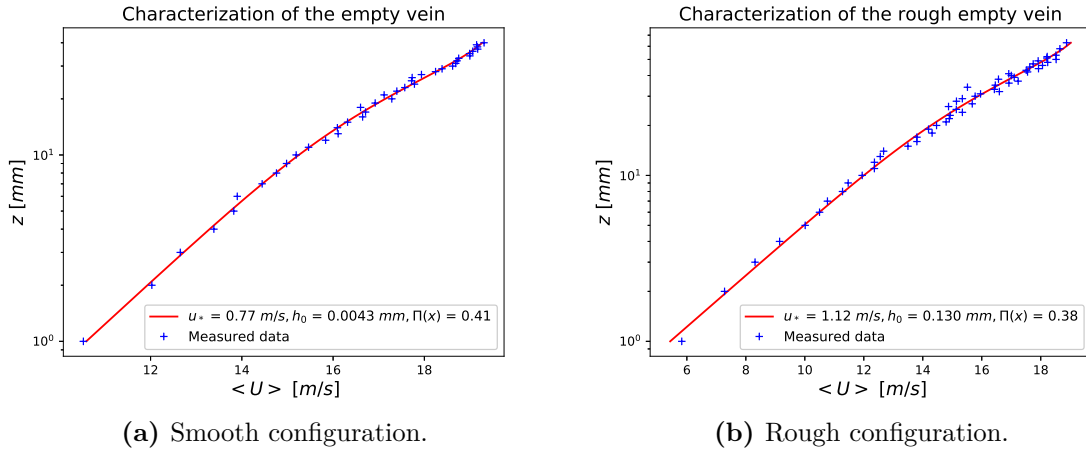 Characterization of the empty vein
z [mm]
10¹
10⁰
u* = 0.77 m/s, h₀ = 0.0043 mm, Π(x) = 0.41
Measured data
12 14 16 18
< U > [m/s]
(a) Smooth configuration.
Characterization of the rough empty vein
z [mm]
10¹
10⁰
u* = 1.12 m/s, h₀ = 0.130 mm, Π(x) = 0.38
Measured data
6 8 10 12 14 16 18
< U > [m/s]
(b) Rough configuration.